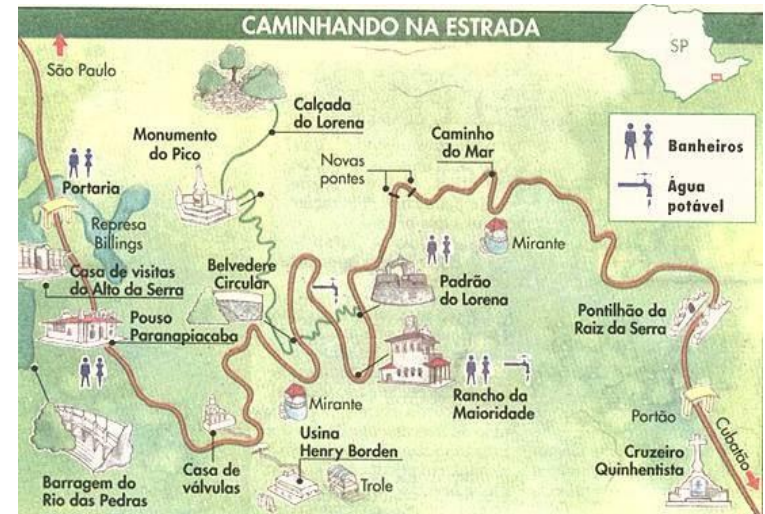 CAMINHANDO NA ESTRADA
SP
São Paulo
Calçada
do Lorena
Monumento
do Pico
Caminho
do Mar
Novas
pontes
Banheiros
Água
potável
Portaria
Represa
Billings
Mirante
Casa de visitas
do Alto da Serra
Belvedere
Circular
Padrão
do Lorena
Pontilhão da
Raiz da Serra
Pouso
Paranapiacaba
Rancho da
Maioridade
Mirante
Portão
Cubatão
Usina
Henry Borden
Cruzeiro
Quinhentista
Casa de
válvulas
Trole
Barragem do
Rio das Pedras